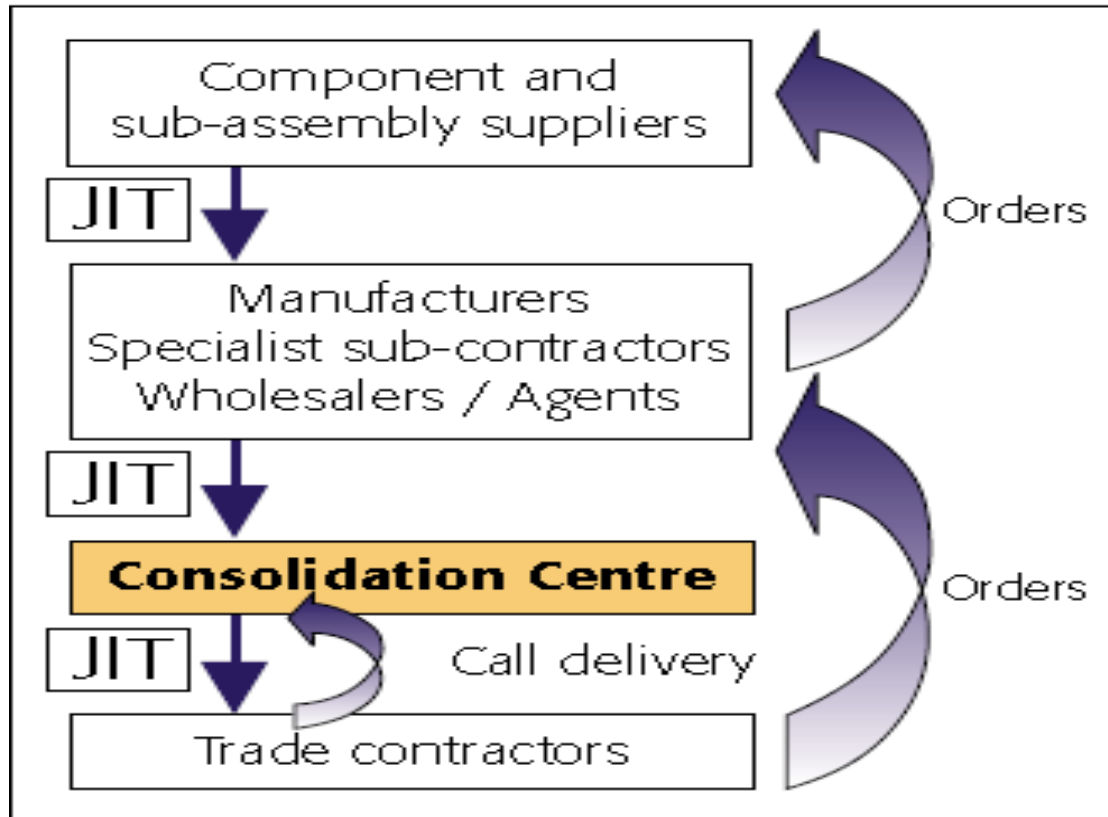 Component and
sub-assembly suppliers
JIT
Orders
Manufacturers
Specialist sub-contractors
Wholesalers / Agents
JIT
Consolidation Centre
Orders
JIT
Call delivery
Trade contractors